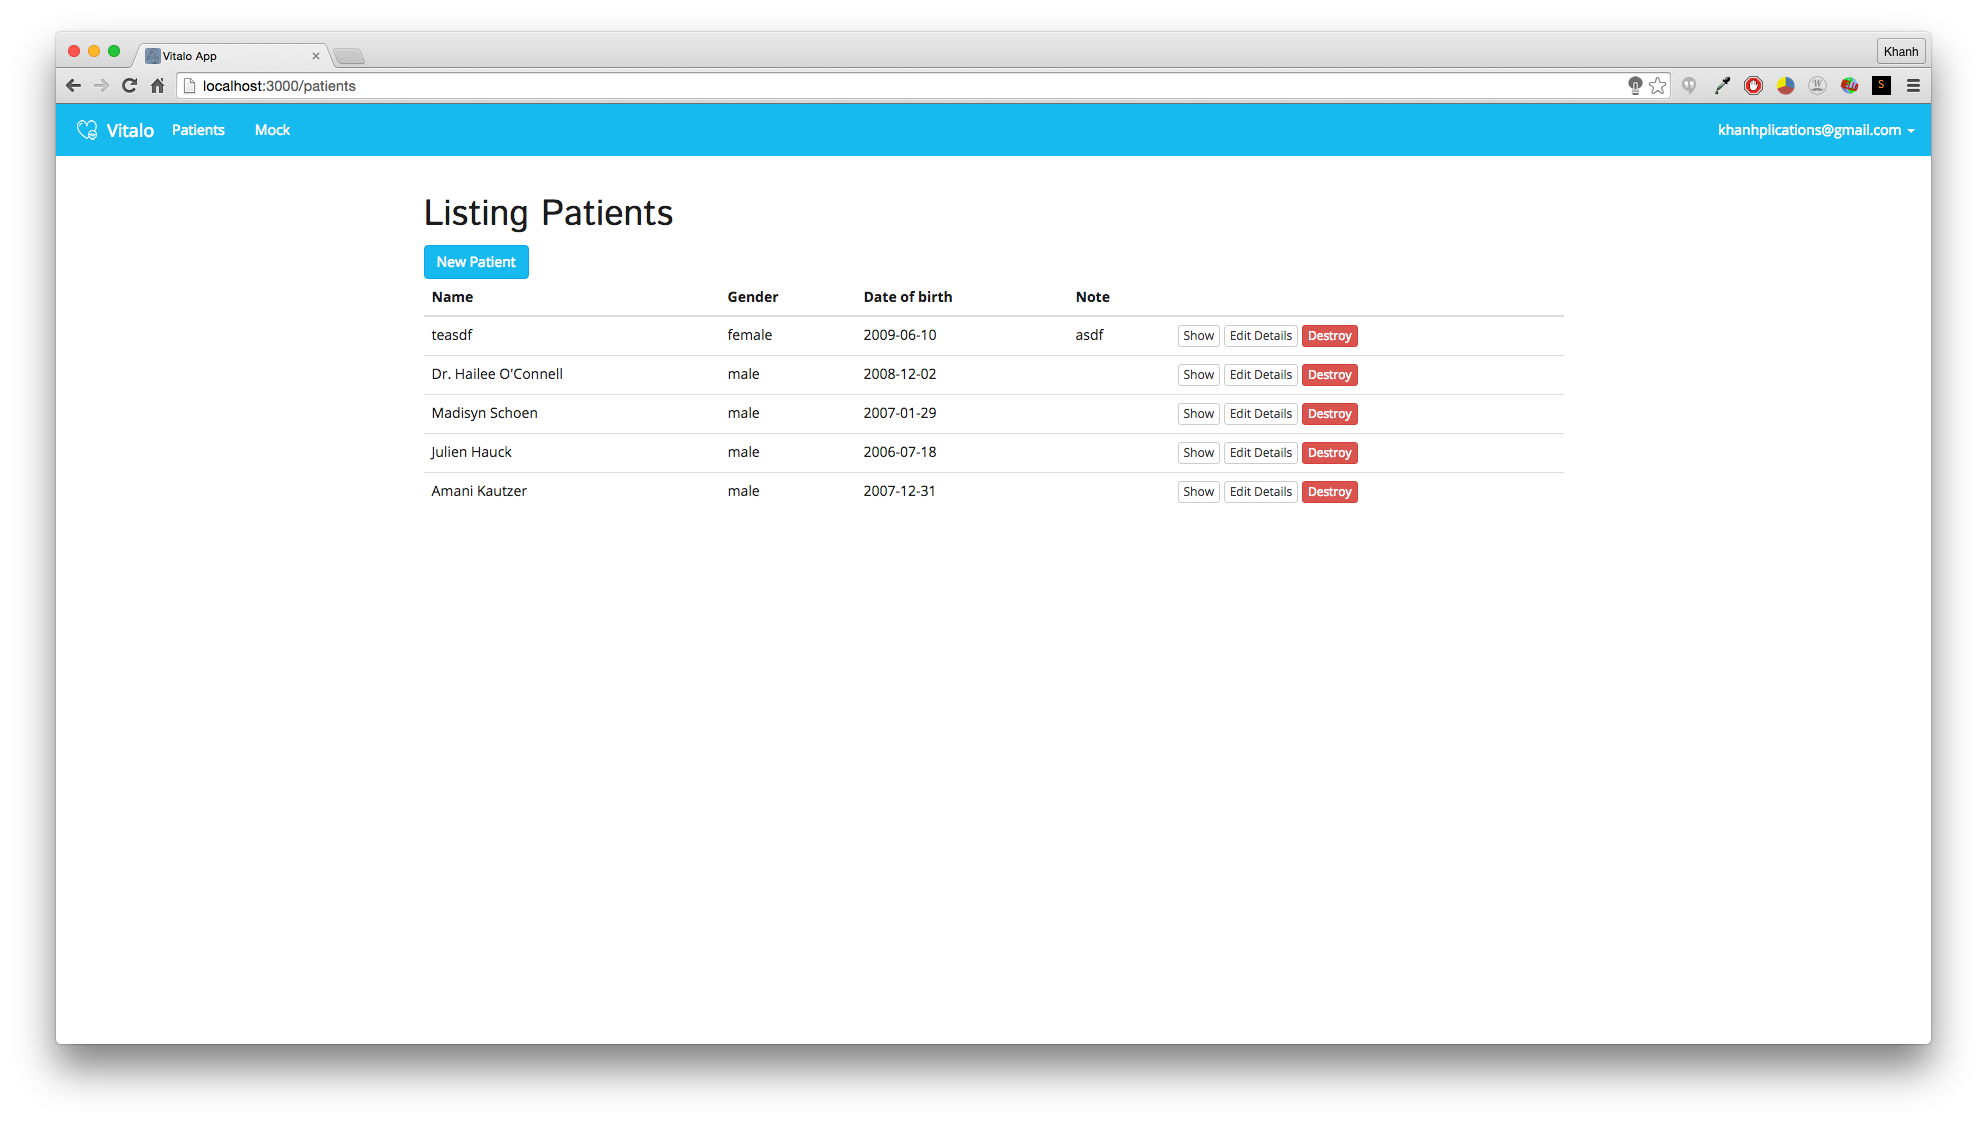 Vitalo App
Khanh
localhost:3000/patients
Vitalo Patients Mock khanhplications@gmail.com
Listing Patients
New Patient
Name Gender Date of birth Note
teasdf female 2009-06-10 asdf Show Edit Details Destroy
Dr. Hailee O'Connell male 2008-12-02 Show Edit Details Destroy
Madisyn Schoen male 2007-01-29 Show Edit Details Destroy
Julien Hauck male 2006-07-18 Show Edit Details Destroy
Amani Kautzer male 2007-12-31 Show Edit Details Destroy